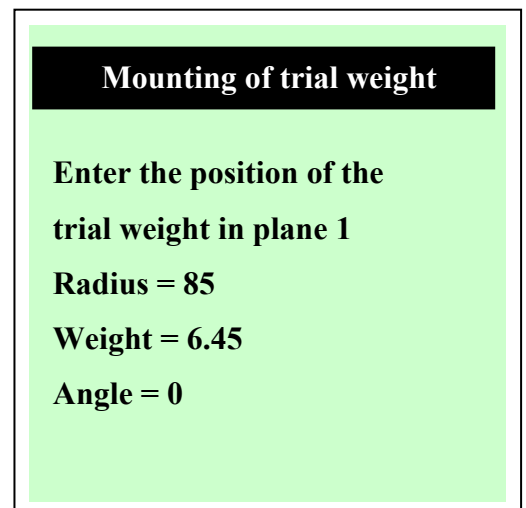 Mounting of trial weight
Enter the position of the
trial weight in plane 1
Radius = 85
Weight = 6.45
Angle = 0